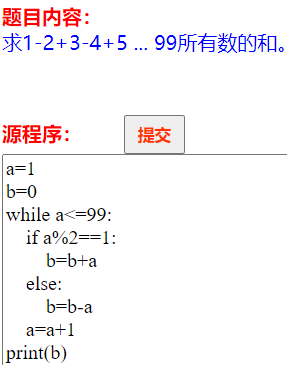 题目内容：
求1-2+3-4+5 ... 99所有数的和。
源程序： 提交
a=1
b=0
while a<=99:
    if a%2==1:
        b=b+a
    else:
        b=b-a
    a=a+1
print(b)